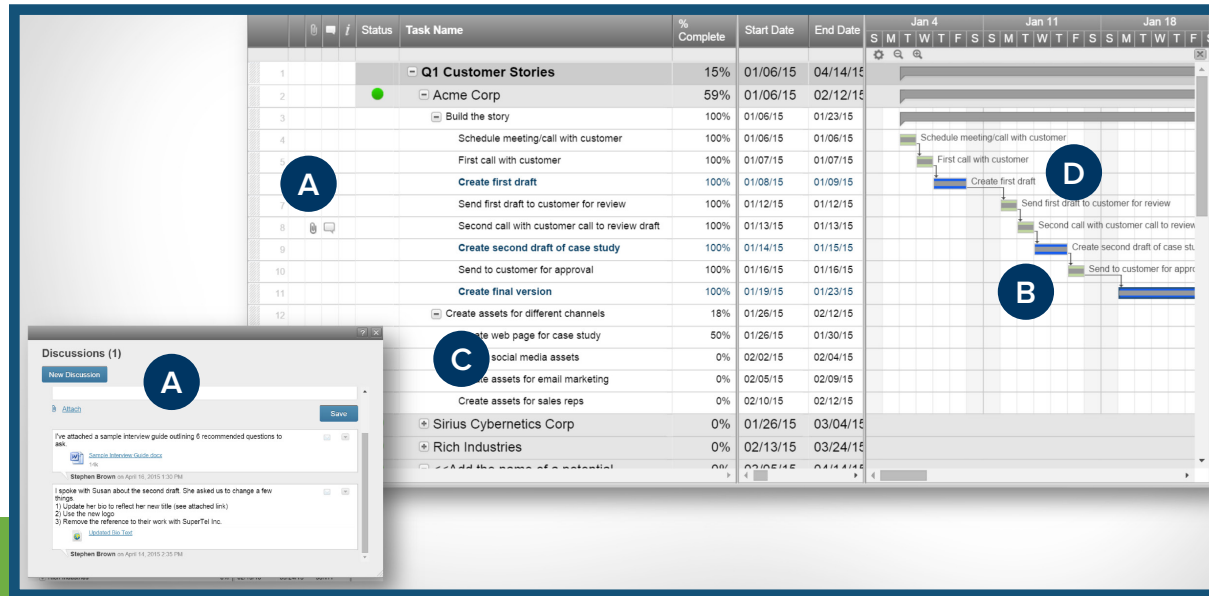 % Complete
Status Task Name Start Date End Date
Jan 4 Jan 11 Jan 18
S M T W T F S S M T W T F S S M T W T F
1 Q1 Customer Stories 15% 01/06/15 04/14/15
2 Acme Corp 59% 01/06/15 02/12/15
3 Build the story 100% 01/06/15 01/23/15
4 Schedule meeting/call with customer 100% 01/06/15 01/06/15 Schedule meeting/call with customer
5 First call with customer 100% 01/07/15 01/07/15 First call with customer
A
D
Create first draft 100% 01/08/15 01/09/15 Create first draft
7 Send first draft to customer for review 100% 01/12/15 01/12/15 Send first draft to customer for review
8 Second call with customer call to review draft 100% 01/13/15 01/13/15 Second call with customer call to review
9 Create second draft of case study 100% 01/14/15 01/15/15 Create second draft of case stu
10 Send to customer for approval 100% 01/16/15 01/16/15 Send to customer for appro
B
11 Create final version 100% 01/19/15 01/23/15
12 Create assets for different channels 18% 01/26/15 02/12/15
web page for case study 50% 01/26/15 01/30/15
C
social media assets 0% 02/02/15 02/04/15
assets for email marketing 0% 02/05/15 02/09/15
Create assets for sales reps 0% 02/10/15 02/12/15
Sirius Cybernetics Corp 0% 01/26/15 03/04/15
Rich Industries 0% 02/13/15 03/24/15
<<Add the name of a potential 0% 03/05/15 04/14/15
? X
Discussions (1)
New Discussion
A
Attach
Save
I've attached a sample interview guide outlining 6 recommended questions to
ask.
Sample Interview Guide.docx
14k
Stephen Brown on April 16, 2015 1:30 PM
I spoke with Susan about the second draft. She asked us to change a few
things.
1) Update her bio to reflect her new title (see attached link)
2) Use the new logo
3) Remove the reference to their work with SuperTel Inc.
Updated Bio Text
Stephen Brown on April 14, 2015 2:35 PM